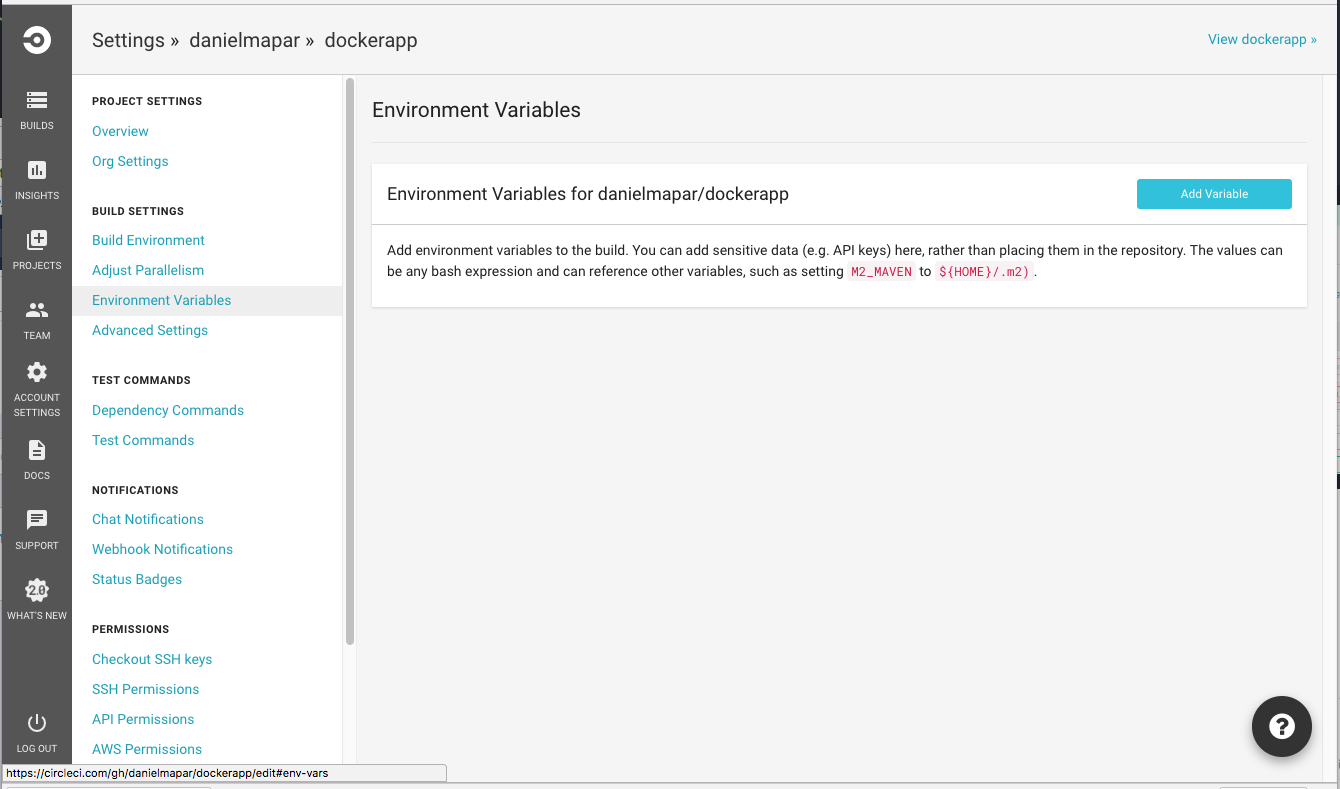 Settings » danielmapar » dockerapp
View dockerapp »
BUILDS
INSIGHTS
PROJECTS
TEAM
ACCOUNT
SETTINGS
DOCS
SUPPORT
2.0
WHAT'S NEW
LOG OUT
PROJECT SETTINGS
Overview
Org Settings
BUILD SETTINGS
Build Environment
Adjust Parallelism
Environment Variables
Advanced Settings
TEST COMMANDS
Dependency Commands
Test Commands
NOTIFICATIONS
Chat Notifications
Webhook Notifications
Status Badges
PERMISSIONS
Checkout SSH keys
SSH Permissions
API Permissions
AWS Permissions
Environment Variables
Environment Variables for danielmapar/dockerapp
Add Variable
Add environment variables to the build. You can add sensitive data (e.g. API keys) here, rather than placing them in the repository. The values can
be any bash expression and can reference other variables, such as setting M2_MAVEN to ${HOME}/.m2) .
?
https://circleci.com/gh/danielmapar/dockerapp/edit#env-vars